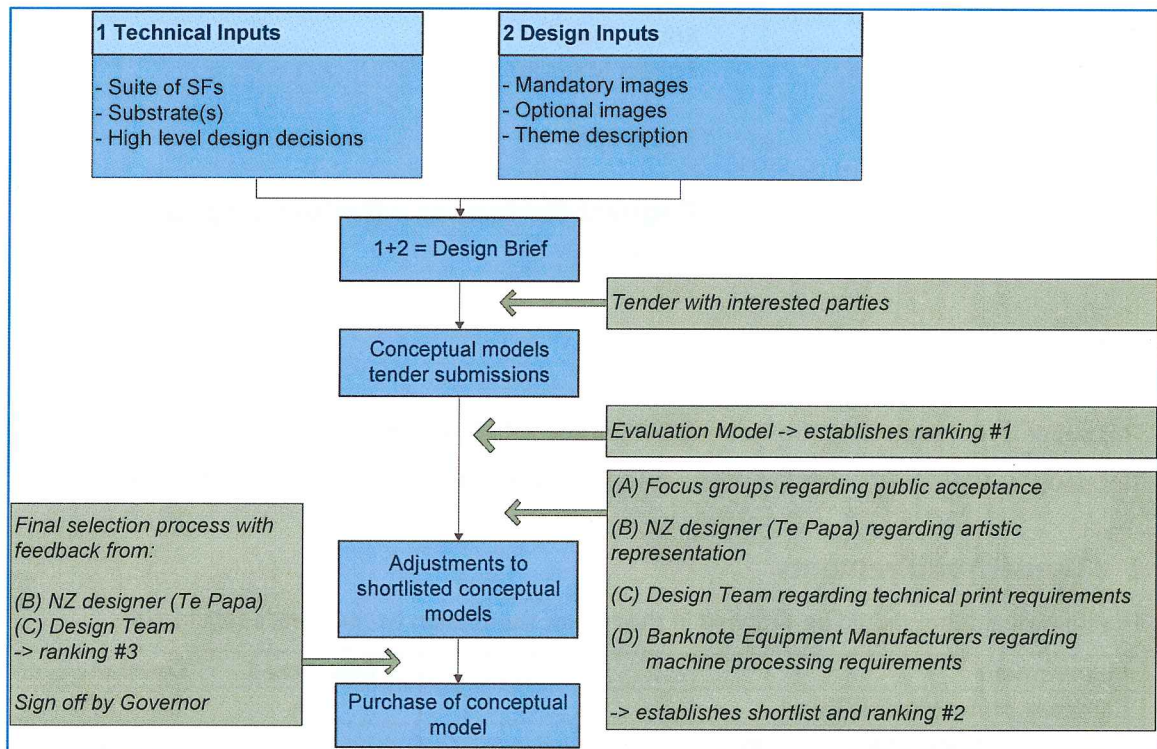 1 Technical Inputs
- Suite of SFs
- Substrate(s)
- High level design decisions
2 Design Inputs
- Mandatory images
- Optional images
- Theme description
1+2 = Design Brief
Tender with interested parties
Conceptual models
tender submissions
Evaluation Model -> establishes ranking #1
(A) Focus groups regarding public acceptance
(B) NZ designer (Te Papa) regarding artistic
representation
(C) Design Team regarding technical print requirements
(D) Banknote Equipment Manufacturers regarding
machine processing requirements
-> establishes shortlist and ranking #2
Adjustments to
shortlisted conceptual
models
Final selection process with
feedback from:
(B) NZ designer (Te Papa)
(C) Design Team
-> ranking #3
Sign off by Governor
Purchase of conceptual
model